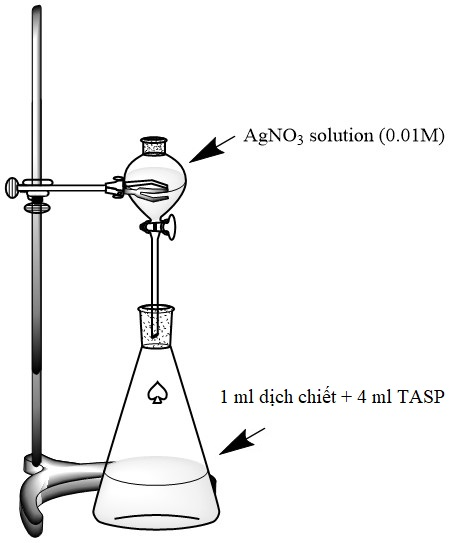 AgNO₃ solution (0.01M)
1 ml dịch chiết + 4 ml TASP